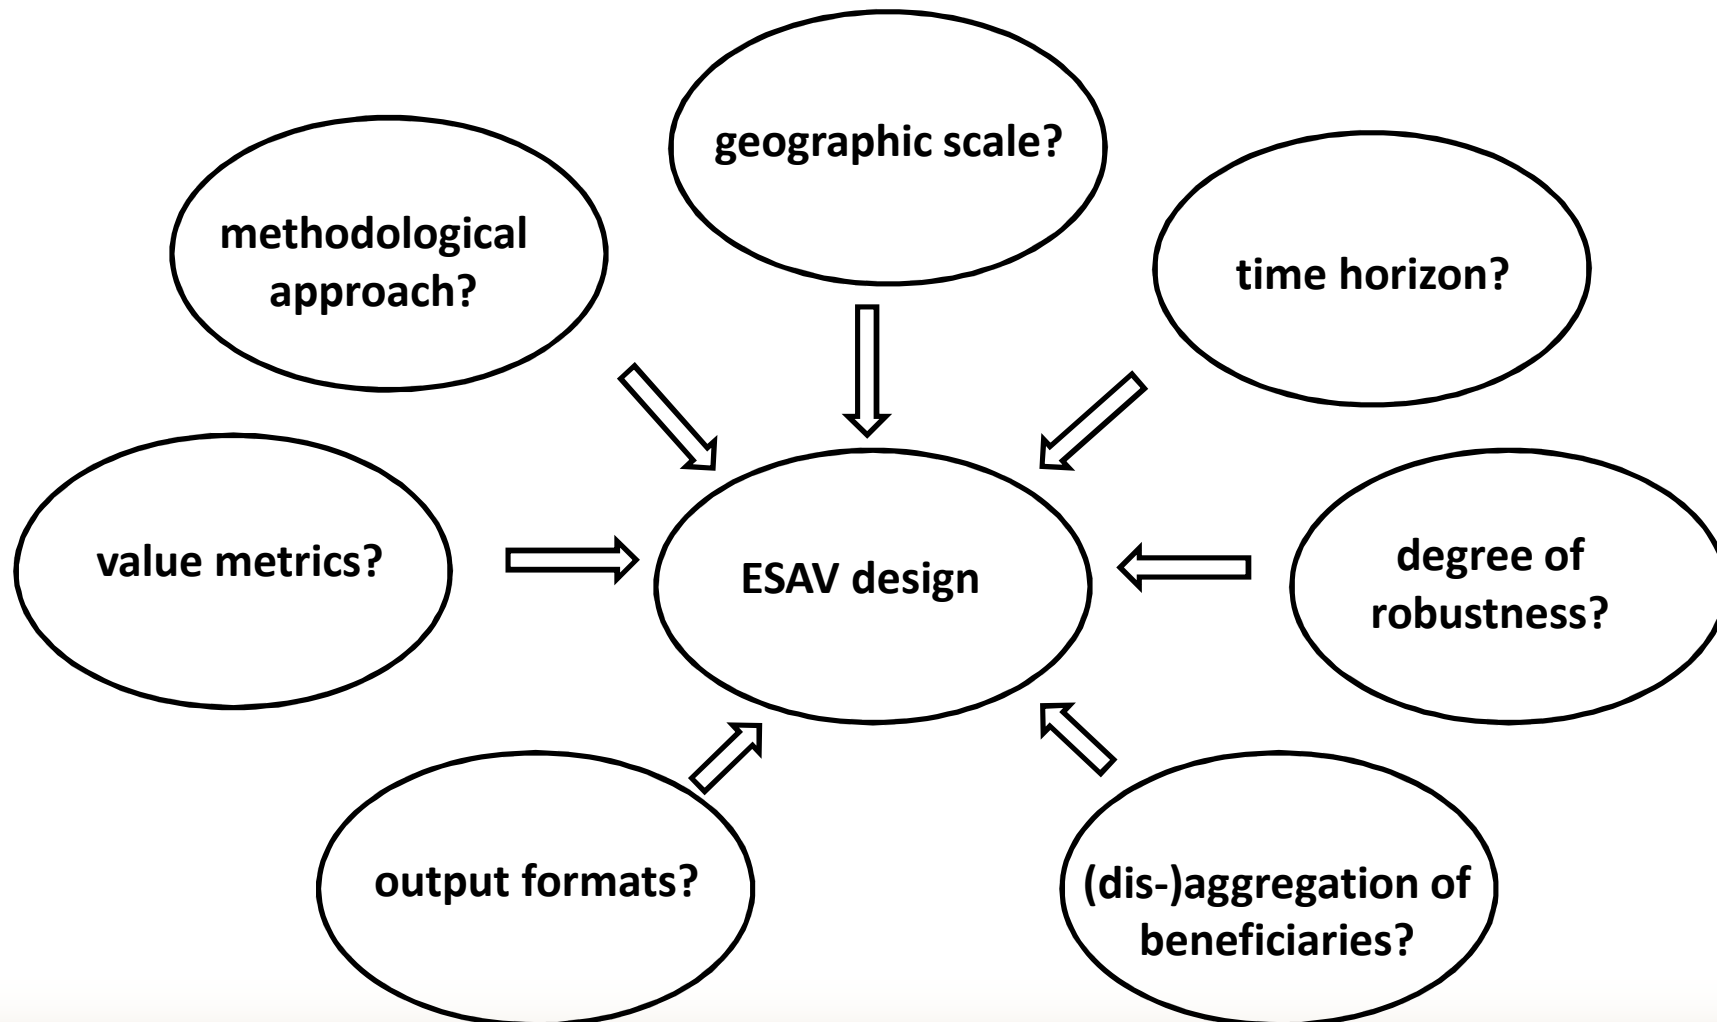 geographic scale?
methodological
approach?
time horizon?
value metrics?
ESAV design
degree of
robustness?
output formats?
(dis-)aggregation of
beneficiaries?